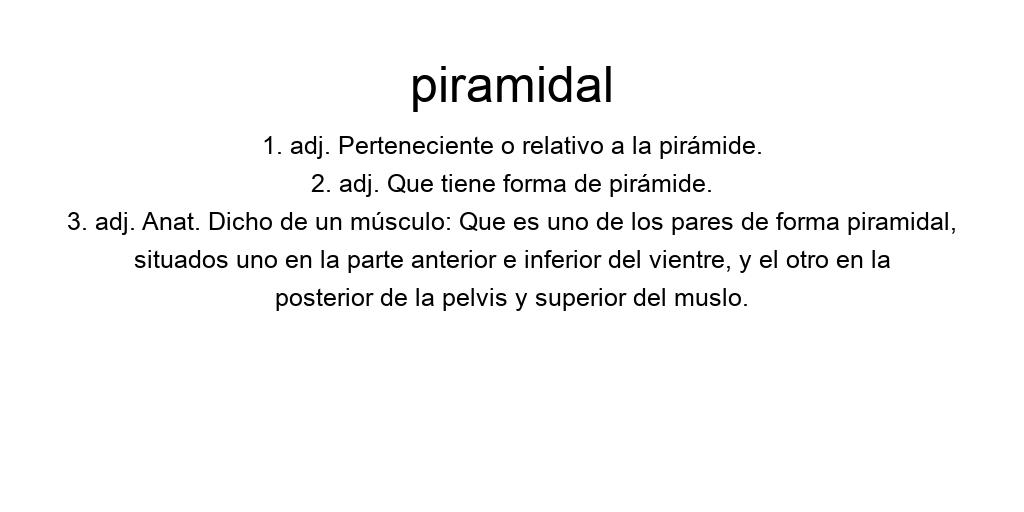 piramidal
1. adj. Perteneciente o relativo a la pirámide.
2. adj. Que tiene forma de pirámide.
3. adj. Anat. Dicho de un músculo: Que es uno de los pares de forma piramidal,
situados uno en la parte anterior e inferior del vientre, y el otro en la
posterior de la pelvis y superior del muslo.